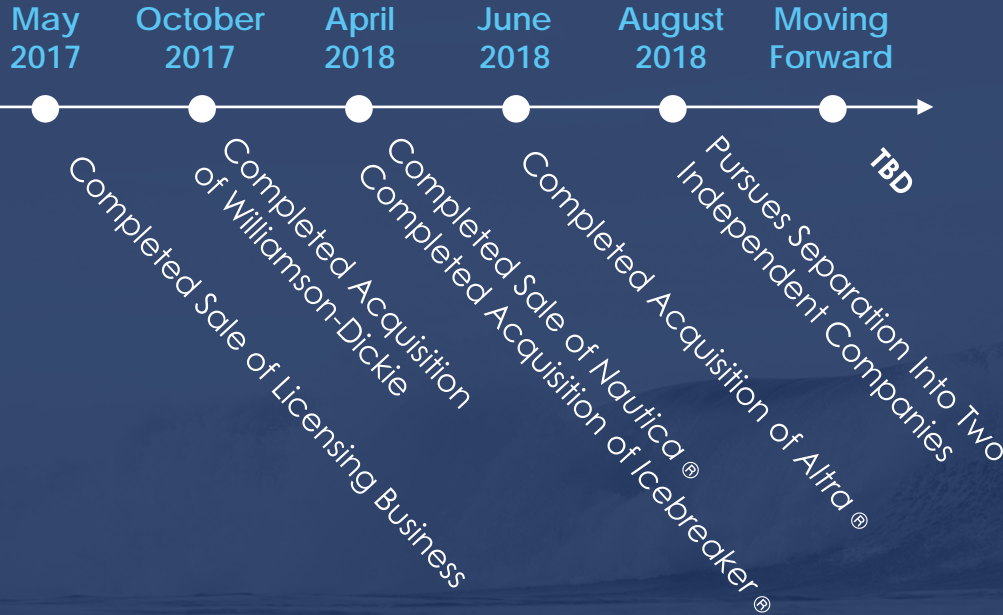 May
2017
October
2017
April
2018
June
2018
August
2018
Moving
Forward
Completed Sale of Licensing Business
Completed Acquisition
of Williamson-Dickie
Completed Sale of Nautica ®
Completed Acquisition of Icebreaker ®
Completed Acquisition of Altra ®
Pursues Separation Into Two
Independent Companies
TBD